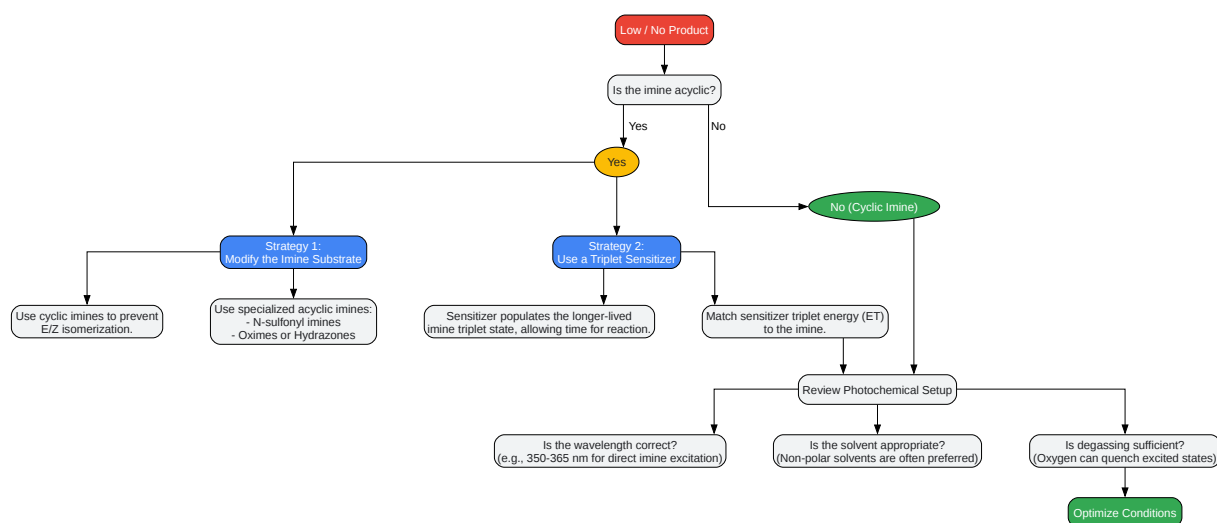 Low / No Product
Is the imine acyclic?
Yes
No
Yes
No (Cyclic Imine)
Strategy 1:
Modify the Imine Substrate
Strategy 2:
Use a Triplet Sensitizer
Use cyclic imines to prevent
E/Z isomerization.
Use specialized acyclic imines:
- N-sulfonyl imines
- Oximes or Hydrazones
Sensitizer populates the longer-lived
imine triplet state, allowing time for reaction.
Match sensitizer triplet energy (ET)
to the imine.
Review Photochemical Setup
Is the wavelength correct?
(e.g., 350-365 nm for direct imine excitation)
Is the solvent appropriate?
(Non-polar solvents are often preferred)
Is degassing sufficient?
(Oxygen can quench excited states)
Optimize Conditions